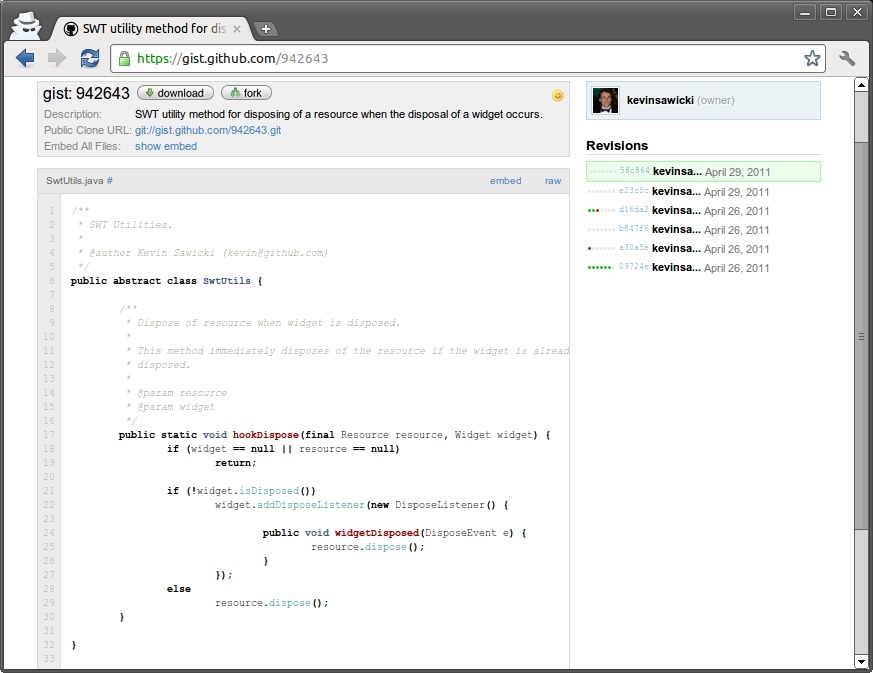 SWT utility method for dis
https://gist.github.com/942643
gist: 942643 download fork
Description: SWT utility method for disposing of a resource when the disposal of a widget occurs.
Public Clone URL: git://gist.github.com/942643.git
Embed All Files: show embed
kevinsawicki (owner)
Revisions
58c864 kevinsa... April 29, 2011
e23cfc kevinsa... April 29, 2011
d16da2 kevinsa... April 26, 2011
b847f6 kevinsa... April 26, 2011
a30a5e kevinsa... April 26, 2011
09724e kevinsa... April 26, 2011
SwtUtils.java # embed raw
1 /**
2 * SWT Utilities.
3 *
4 * @author Kevin Sawicki (kevin@github.com)
5 */
6 public abstract class SwtUtils {
7
8 /**
9 * Dispose of resource when widget is disposed.
10 *
11 * This method immediately disposes of the resource if the widget is alread
12 * disposed.
13 *
14 * @param resource
15 * @param widget
16 */
17 public static void hookDispose(final Resource resource, Widget widget) {
18 if (widget == null || resource == null)
19 return;
20
21 if (!widget.isDisposed())
22 widget.addDisposeListener(new DisposeListener() {
23
24 public void widgetDisposed(DisposeEvent e) {
25 resource.dispose();
26 }
27 });
28 else
29 resource.dispose();
30 }
31
32 }
33